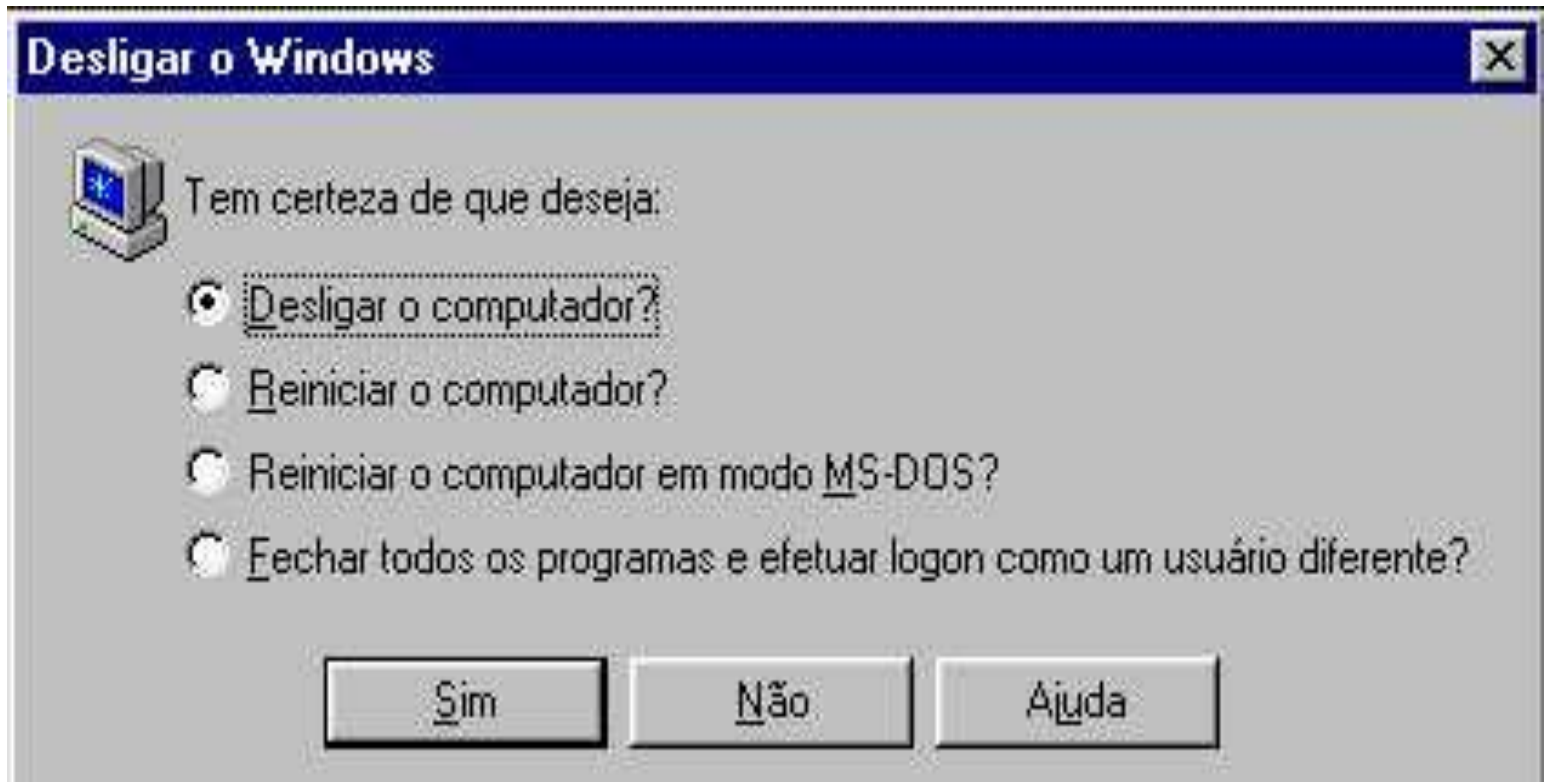 Desligar o Windows
Tem certeza de que deseja:
Desligar o computador?
Reiniciar o computador?
Reiniciar o computador em modo MS-DOS?
Fechar todos os programas e efetuar logon como um usuário diferente?
Sim
Não
Ajuda